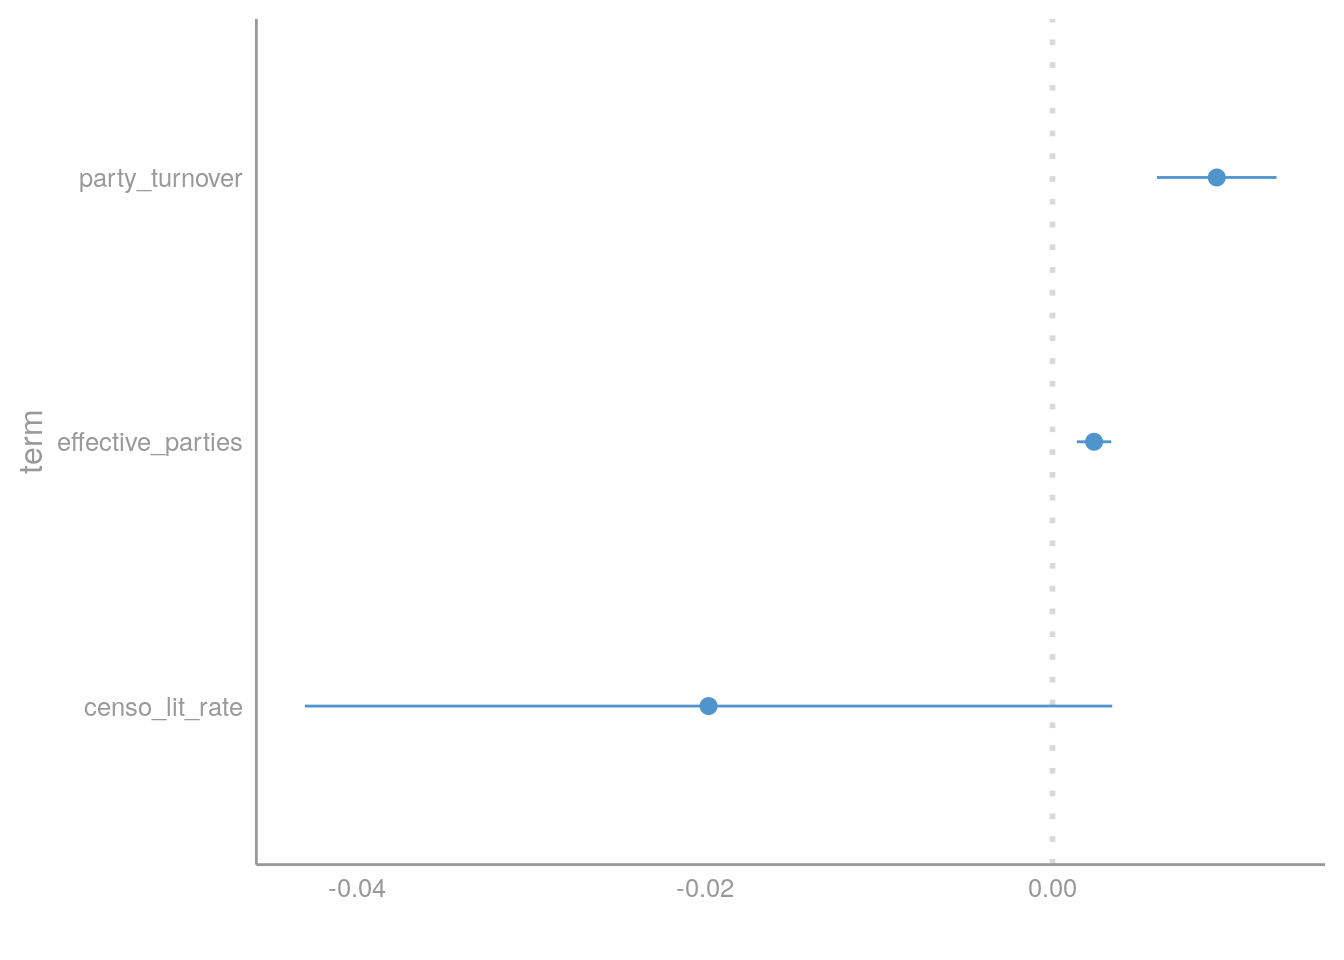 term
party_turnover
effective_parties
censo_lit_rate
-0.04
-0.02
0.00